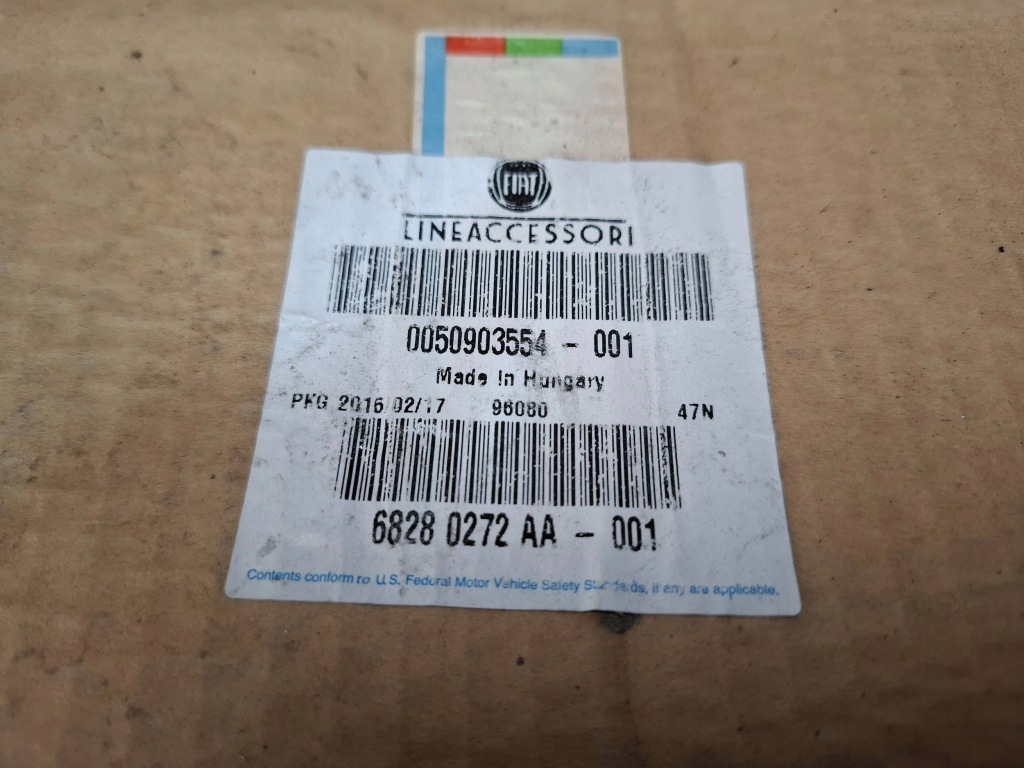 FIAT
LINEACCESSORI
0050903554 - 001
Made In Hungary
PKG 2016/02/17 96080 47N
6828 0272 AA - 001
Contents conform to U.S. Federal Motor Vehicle Safety Standards, if any are applicable.